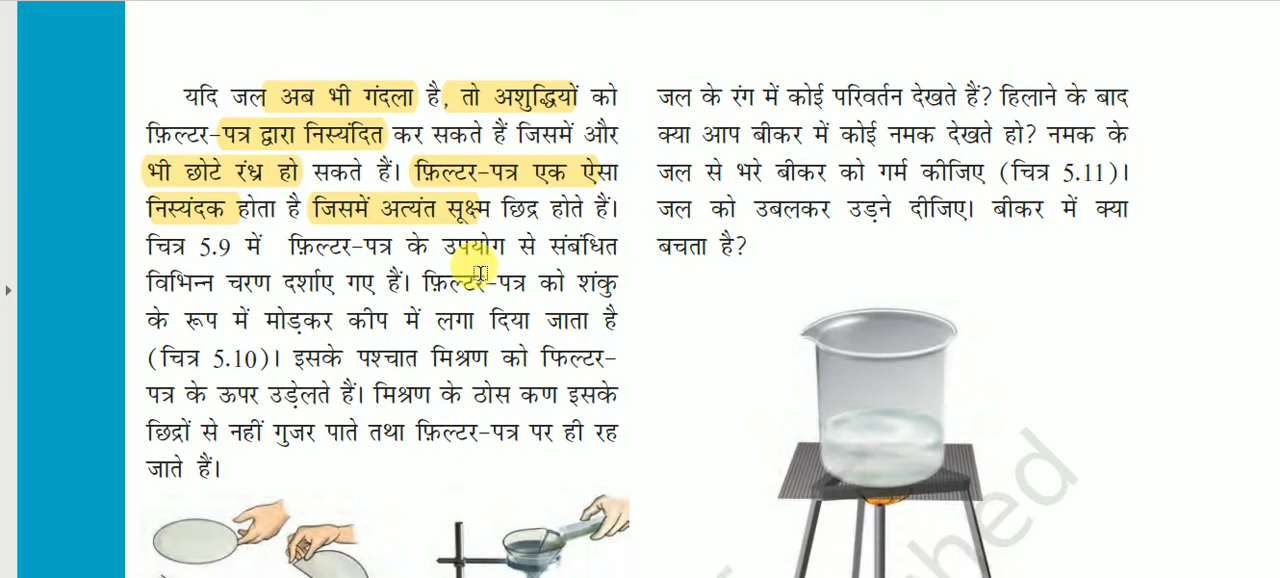 यदि जल अब भी गंदला है, तो अशुद्धियों को
फ़िल्टर-पत्र द्वारा निस्यंदित कर सकते हैं जिसमें और
भी छोटे रंध्र हो सकते हैं। फ़िल्टर-पत्र एक ऐसा
निस्यंदक होता है जिसमें अत्यंत सूक्ष्म छिद्र होते हैं।
चित्र 5.9 में फ़िल्टर-पत्र के उपयोग से संबंधित
विभिन्न चरण दर्शाए गए हैं। फ़िल्टर-पत्र को शंकु
के रूप में मोड़कर कीप में लगा दिया जाता है
(चित्र 5.10)। इसके पश्चात मिश्रण को फिल्टर-
पत्र के ऊपर उड़ेलते हैं। मिश्रण के ठोस कण इसके
छिद्रों से नहीं गुजर पाते तथा फ़िल्टर-पत्र पर ही रह
जाते हैं।
जल के रंग में कोई परिवर्तन देखते हैं? हिलाने के बाद
क्या आप बीकर में कोई नमक देखते हो? नमक के
जल से भरे बीकर को गर्म कीजिए (चित्र 5.11)।
जल को उबलकर उड़ने दीजिए। बीकर में क्या
बचता है?